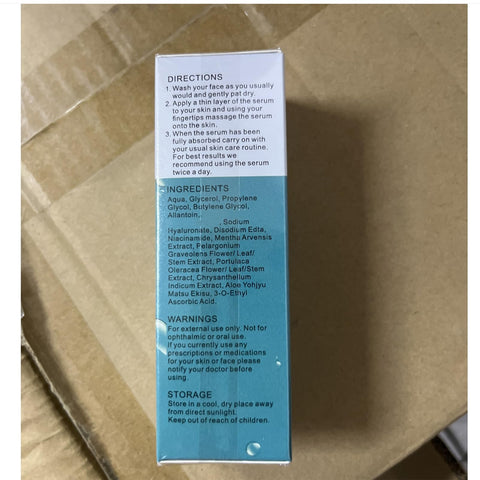 DIRECTIONS
1. Wash your face as you usually
would and gently pat dry.
2. Apply a thin layer of the serum
to your skin and using your
fingertips massage the serum
onto the skin.
3. When the serum has been
fully absorbed carry on with
your usual skin care routine.
For best results we
recommend using the serum
twice a day.
INGREDIENTS
Aqua, Glycerol, Propylene
Glycol, Butylene Glycol,
Allantoin,
, Sodium
Hyaluronate, Disodium Edta,
Niacinamide, Mentha Arvensis
Extract, Pelargonium
Graveolens Flower/ Leaf/
Stem Extract, Portulaca
Oleracea Flower/ Leaf/Stem
Extract, Chrysanthellum
Indicum Extract, Aloe Yohjyu
Matsu Ekisu, 3-O-Ethyl
Ascorbic Acid.
WARNINGS
For external use only. Not for
ophthalmic or oral use.
If you currently use any
prescriptions or medications
for your skin or face please
notify your doctor before
using.
STORAGE
Store in a cool, dry place away
from direct sunlight.
Keep out of reach of children.